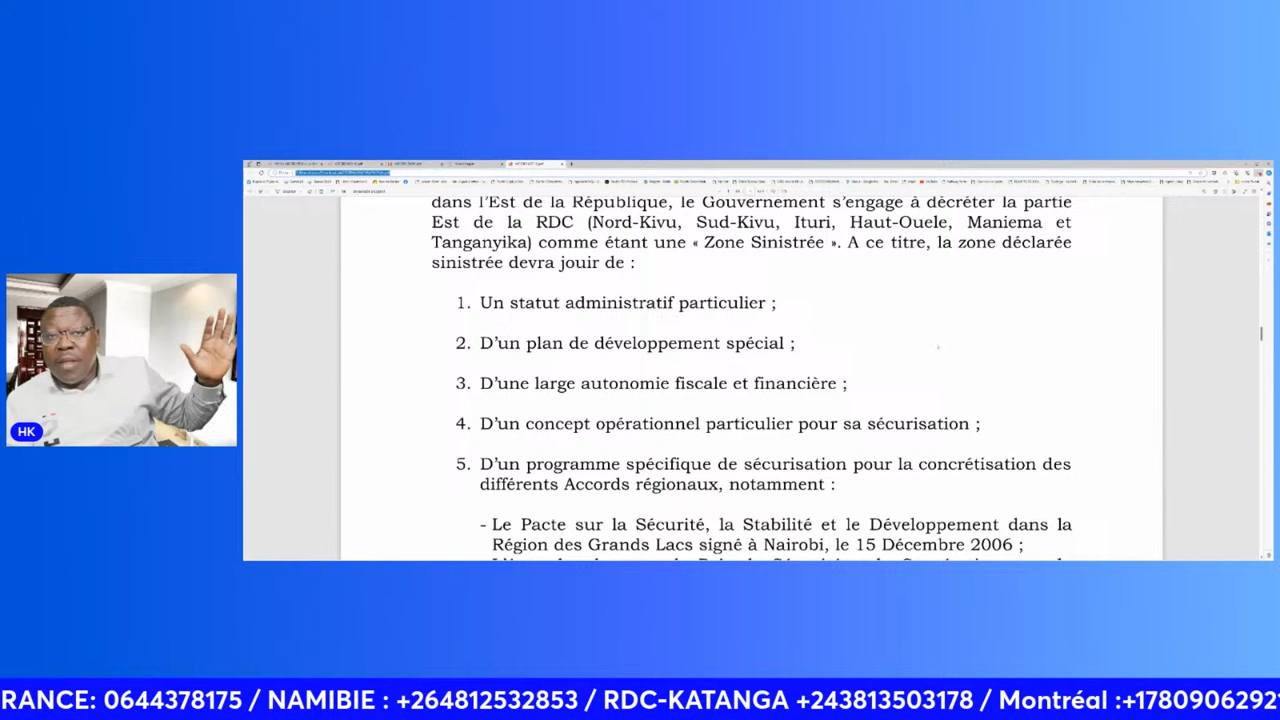 dans l'Est de la République, le Gouvernement s'engage à décréter la partie
Est de la RDC (Nord-Kivu, Sud-Kivu, Ituri, Haut-Ouele, Maniema et
Tanganyika) comme étant une « Zone Sinistrée ». A ce titre, la zone déclarée
sinistrée devra jouir de :
1. Un statut administratif particulier ;
2. D'un plan de développement spécial ;
3. D'une large autonomie fiscale et financière ;
4. D'un concept opérationnel particulier pour sa sécurisation ;
5. D'un programme spécifique de sécurisation pour la concrétisation des
différents Accords régionaux, notamment :
- Le Pacte sur la Sécurité, la Stabilité et le Développement dans la
Région des Grands Lacs signé à Nairobi, le 15 Décembre 2006 ;
HK
RANCE: 0644378175 / NAMIBIE : +264812532853 / RDC-KATANGA +243813503178 / Montréal :+1780906292